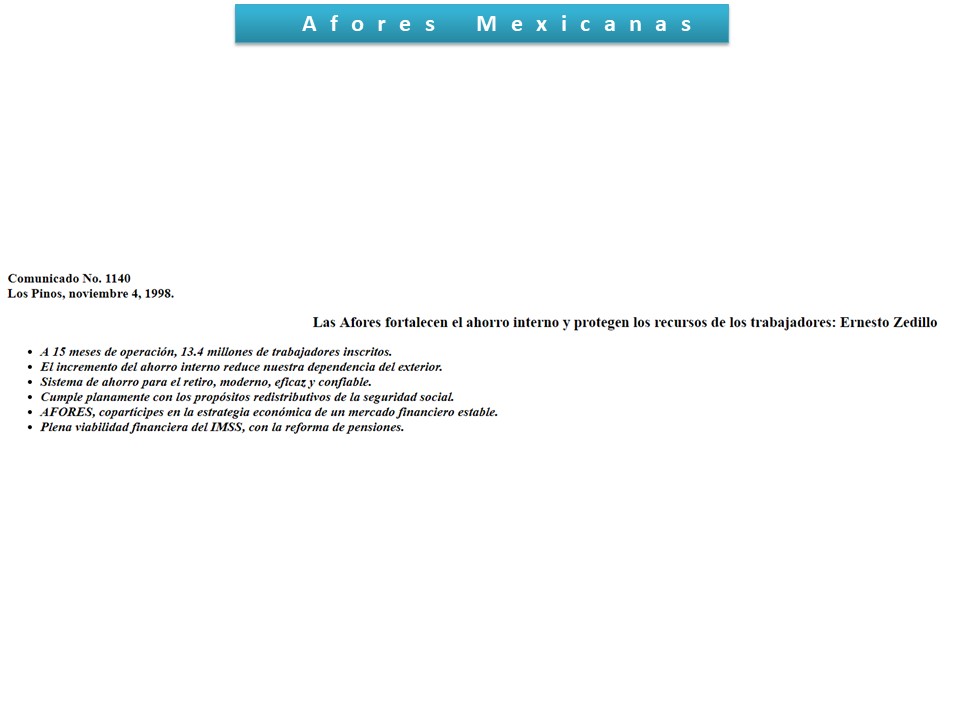 Afores Mexicanas
Comunicado No. 1140
Los Pinos, noviembre 4, 1998.
Las Afores fortalecen el ahorro interno y protegen los recursos de los trabajadores: Ernesto Zedillo
• A 15 meses de operación, 13.4 millones de trabajadores inscritos.
• El incremento del ahorro interno reduce nuestra dependencia del exterior.
• Sistema de ahorro para el retiro, moderno, eficaz y confiable.
• Cumple planamente con los propósitos redistributivos de la seguridad social.
• AFORES, copartícipes en la estrategia económica de un mercado financiero estable.
• Plena viabilidad financiera del IMSS, con la reforma de pensiones.